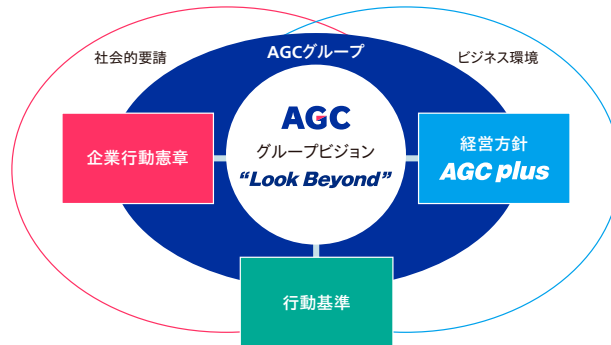 AGCグループ
社会的要請
ビジネス環境
AGC
グループビジョン
“Look Beyond”
企業行動憲章
経営方針
AGC plus
行動基準